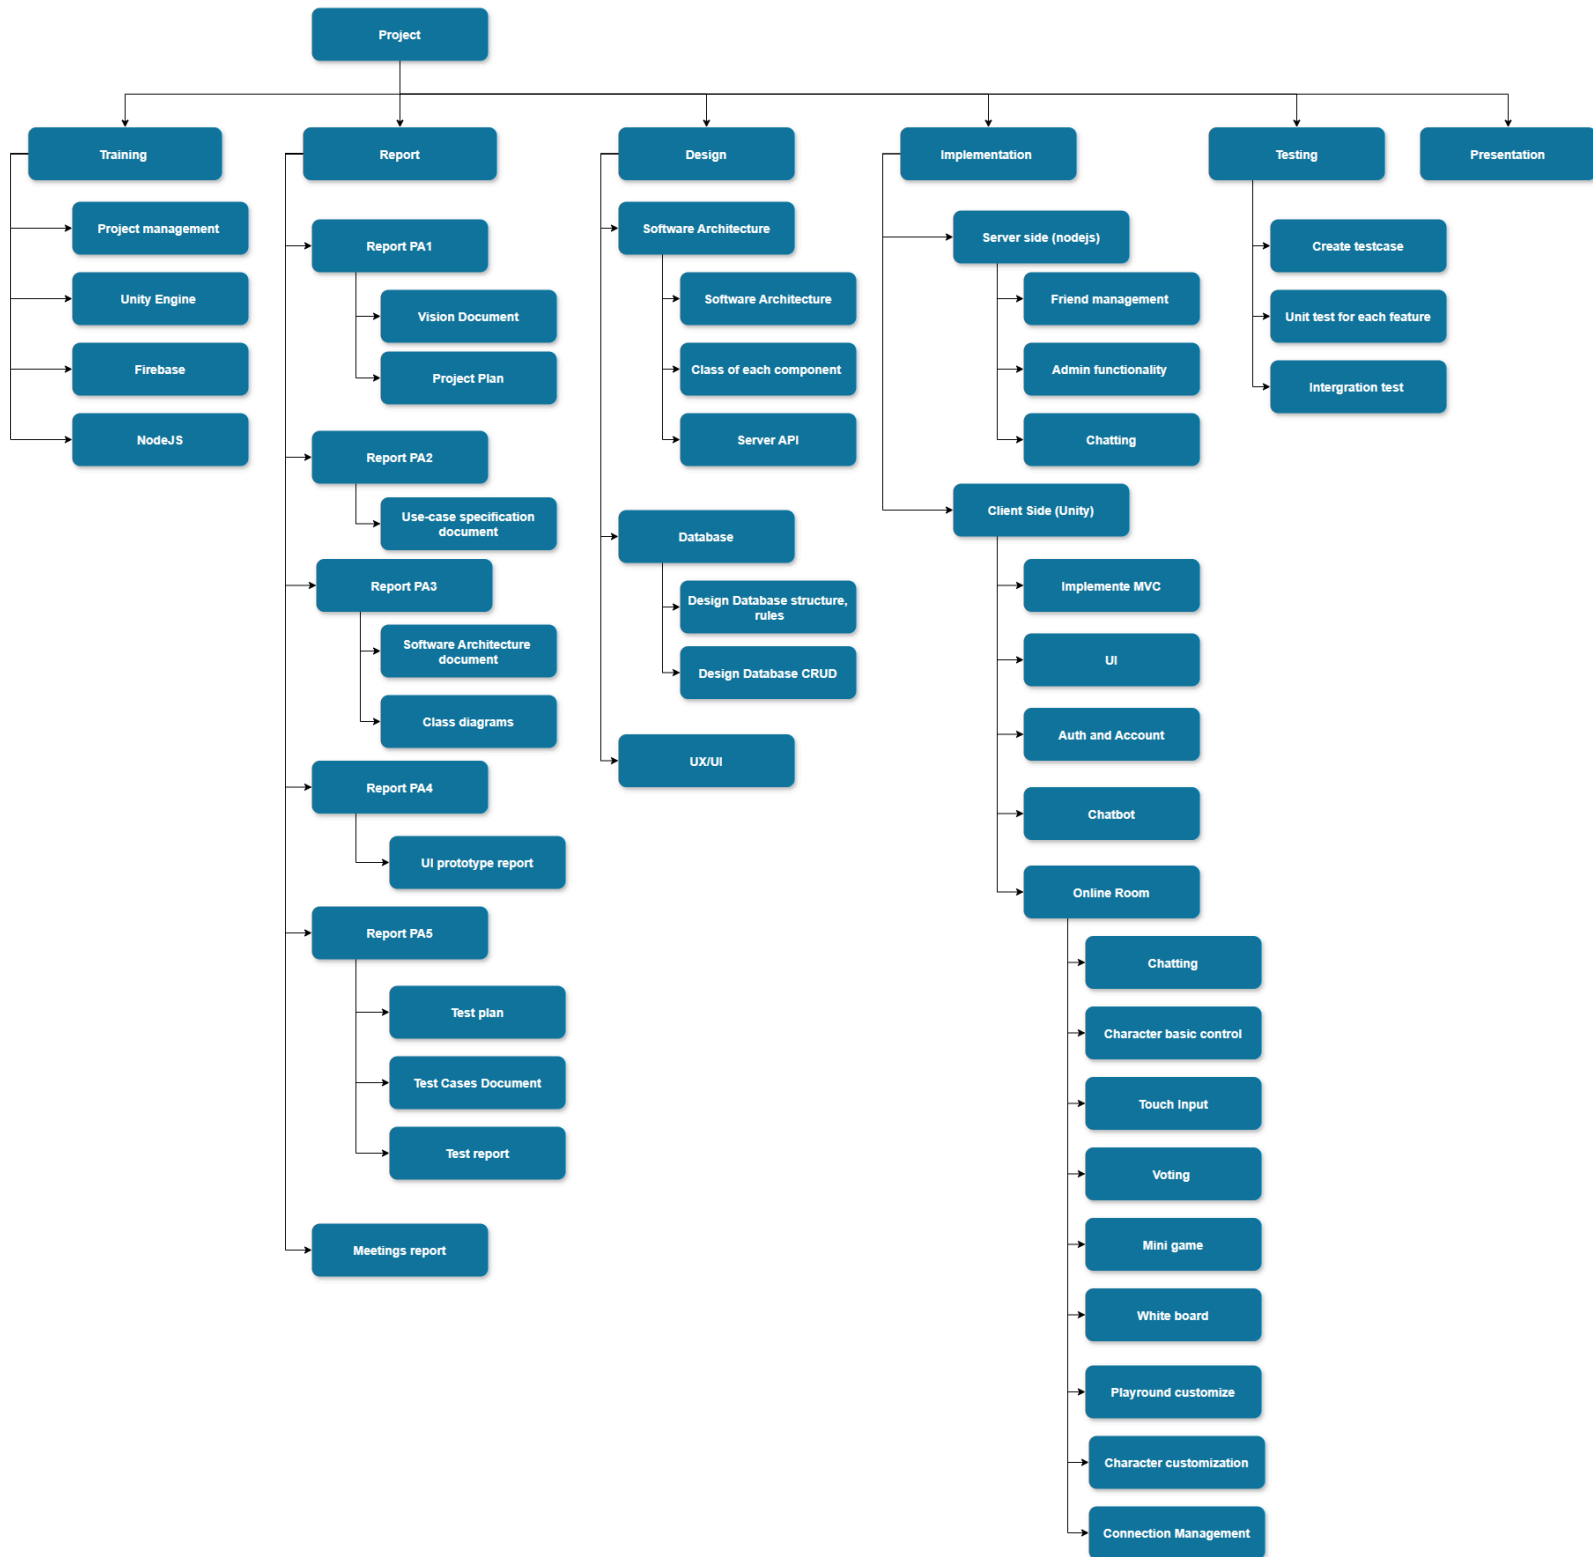 Project
Training
Report
Design
Implementation
Testing
Presentation
Project management
Unity Engine
Firebase
NodeJS
Report PA1
Vision Document
Project Plan
Report PA2
Use-case specification
document
Report PA3
Software Architecture
document
Class diagrams
Report PA4
UI prototype report
Report PA5
Test plan
Test Cases Document
Test report
Meetings report
Software Architecture
Software Architecture
Class of each component
Server API
Database
Design Database structure,
rules
Design Database CRUD
UX/UI
Server side (nodejs)
Friend management
Admin functionality
Chatting
Client Side (Unity)
Implemente MVC
UI
Auth and Account
Chatbot
Online Room
Chatting
Character basic control
Touch Input
Voting
Mini game
White board
Playround customize
Character customization
Connection Management
Create testcase
Unit test for each feature
Intergration test